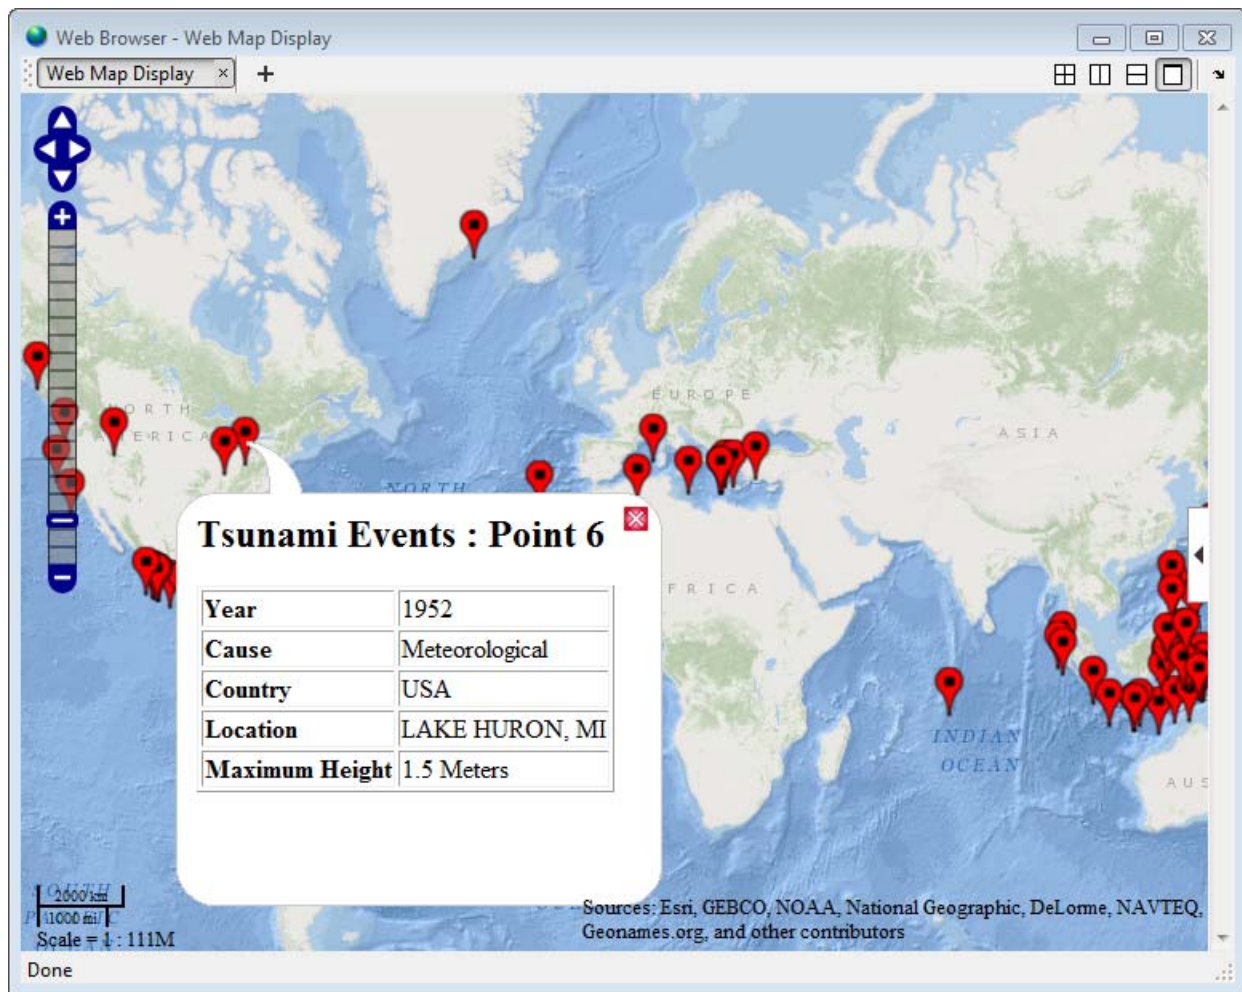 Web Browser - Web Map Display
Web Map Display
NORTH
AMERICA
EUROPE
ASIA
NORTH
Tsunami Events : Point 6
Year 1952
Cause Meteorological
Country USA
Location LAKE HURON, MI
Maximum Height 1.5 Meters
FRICA
INDIAN
OCEAN
AUS
SOUTH
2000 km
1000 mi
Scale = 1 : 111M
Sources: Esri, GEBCO, NOAA, National Geographic, DeLorme, NAVTEQ,
Geonames.org, and other contributors
Done